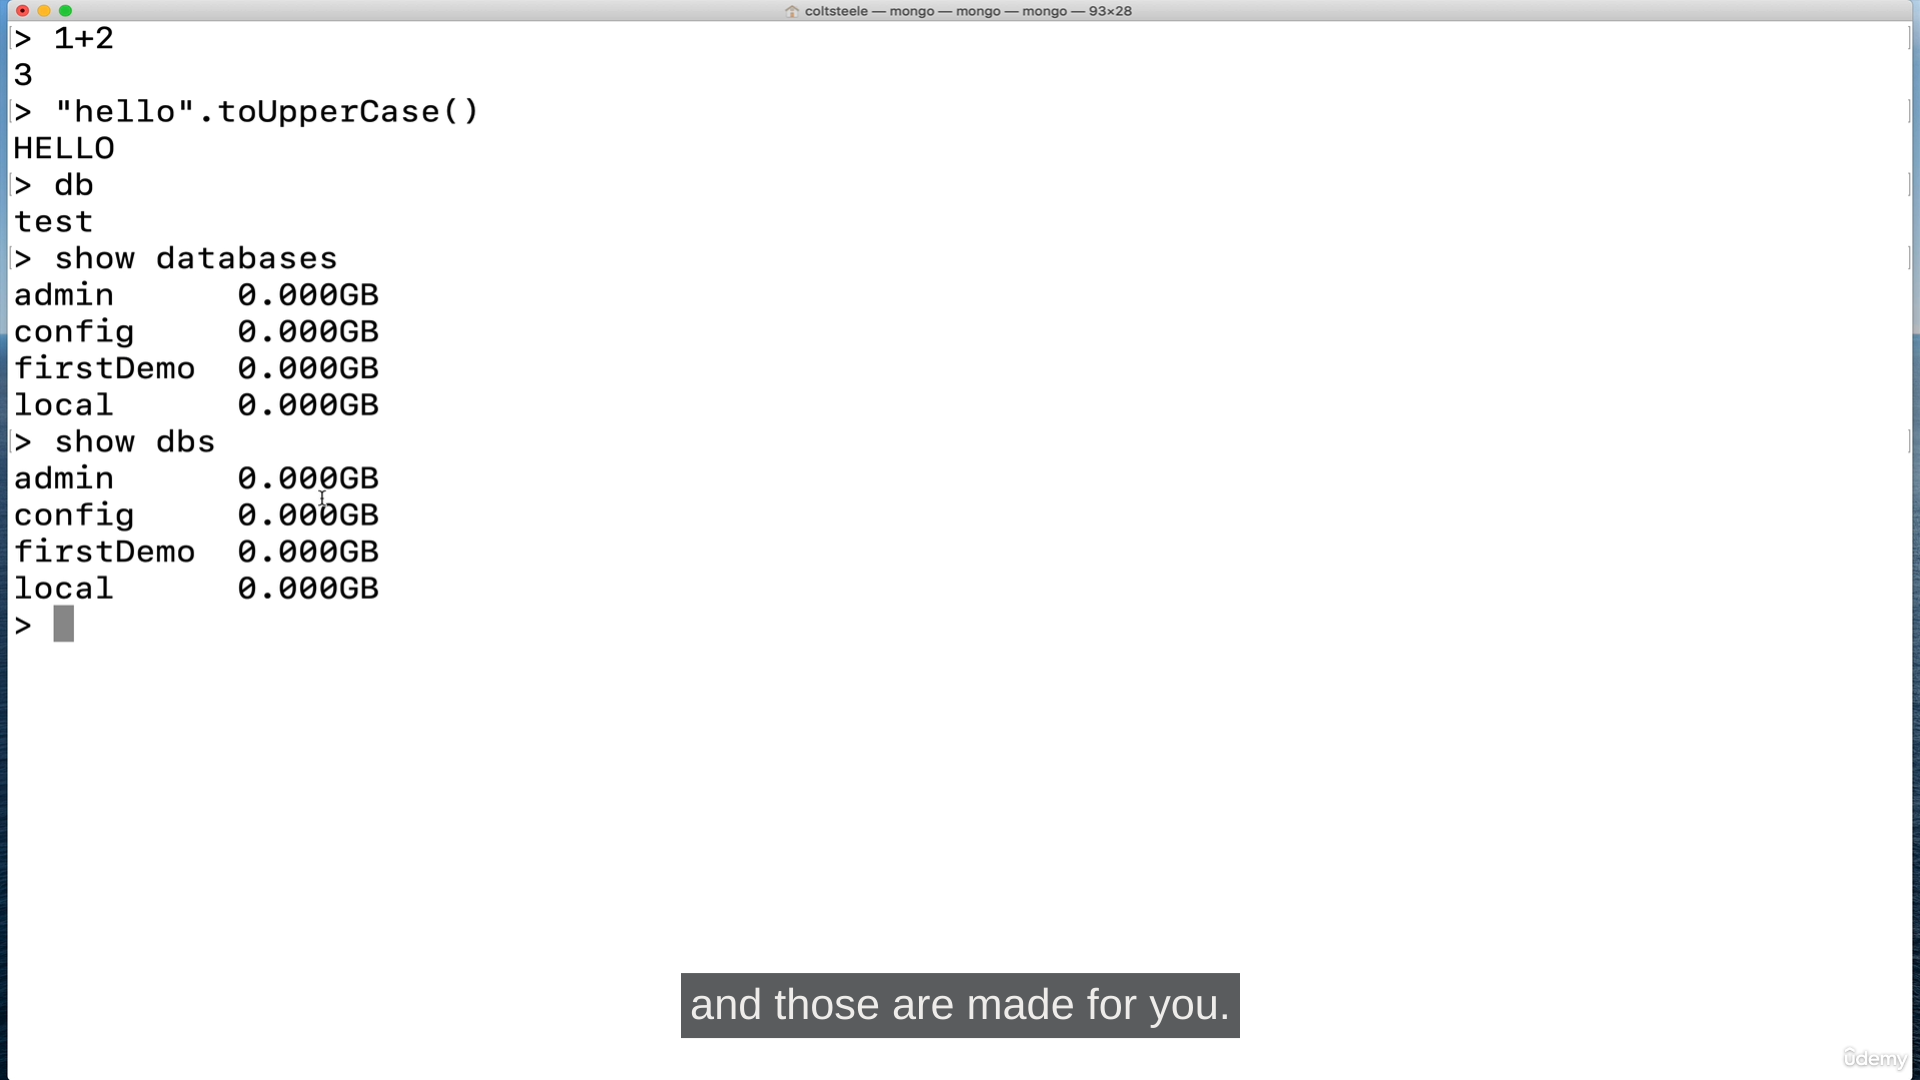 coltsteele — mongo — mongo — mongo — 93×28
> 1+2
3
> "hello".toUpperCase()
HELLO
> db
test
> show databases
admin 0.000GB
config 0.000GB
firstDemo 0.000GB
local 0.000GB
> show dbs
admin 0.000GB
config 0.000GB
firstDemo 0.000GB
local 0.000GB
>
and those are made for you.
ûdemy